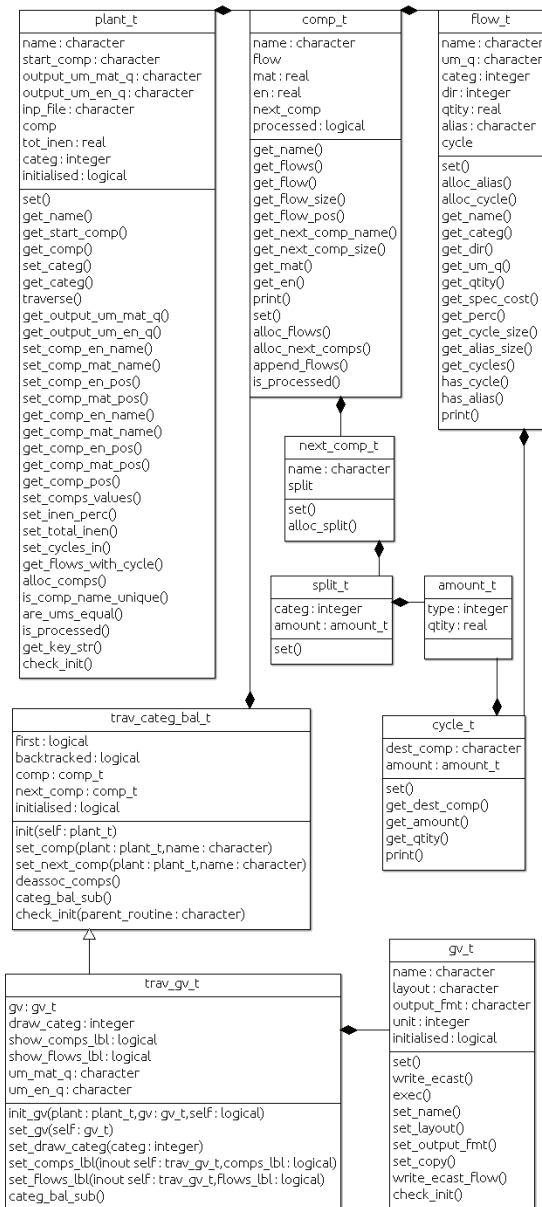 plant_t
name : character
start_comp : character
output_um_mat_q : character
output_um_en_q : character
inp_file : character
comp
tot_inen : real
categ : integer
initialised : logical
set()
get_name()
get_start_comp()
get_comp()
set_categ()
get_categ()
traverse()
get_output_um_mat_q()
get_output_um_en_q()
set_comp_en_name()
set_comp_mat_name()
set_comp_en_pos()
set_comp_mat_pos()
get_comp_en_name()
get_comp_mat_name()
get_comp_en_pos()
get_comp_mat_pos()
get_comp_pos()
set_comps_values()
set_inen_perc()
set_total_inen()
set_cycles_in()
get_flows_with_cycle()
alloc_comps()
is_comp_name_unique()
are_ums_equal()
is_processed()
get_key_str()
check_init()
comp_t
name : character
flow
mat : real
en : real
next_comp
processed : logical
get_name()
get_flows()
get_flow()
get_flow_size()
get_flow_pos()
get_next_comp_name()
get_next_comp_size()
get_mat()
get_en()
print()
set()
alloc_flows()
alloc_next_comps()
append_flows()
is_processed()
flow_t
name : character
um_q : character
categ : integer
dir : integer
qtity : real
alias : character
cycle
set()
alloc_alias()
alloc_cycle()
get_name()
get_categ()
get_dir()
get_um_q()
get_qtity()
get_spec_cost()
get_perc()
get_cycle_size()
get_alias_size()
get_cycles()
has_cycle()
has_alias()
print()
next_comp_t
name : character
split
set()
alloc_split()
split_t
categ : integer
amount : amount_t
set()
amount_t
type : integer
qtity : real
trav_categ_bal_t
first : logical
backtracked : logical
comp : comp_t
next_comp : comp_t
initialised : logical
init(self : plant_t)
set_comp(plant : plant_t,name : character)
set_next_comp(plant : plant_t,name : character)
deassoc_comps()
categ_bal_sub()
check_init(parent_routine : character)
cycle_t
dest_comp : character
amount : amount_t
set()
get_dest_comp()
get_amount()
get_qtity()
print()
trav_gv_t
gv : gv_t
draw_categ : integer
show_comps_lbl : logical
show_flows_lbl : logical
um_mat_q : character
um_en_q : character
init_gv(plant : plant_t,gv : gv_t,self : logical)
set_gv(self : gv_t)
set_draw_categ(categ : integer)
set_comps_lbl(inout self : trav_gv_t,comps_lbl : logical)
set_flows_lbl(inout self : trav_gv_t,flows_lbl : logical)
categ_bal_sub()
gv_t
name : character
layout : character
output_fmt : character
unit : integer
initialised : logical
set()
write_ecast()
exec()
set_name()
set_layout()
set_output_fmt()
set_copy()
write_ecast_flow()
check_init()